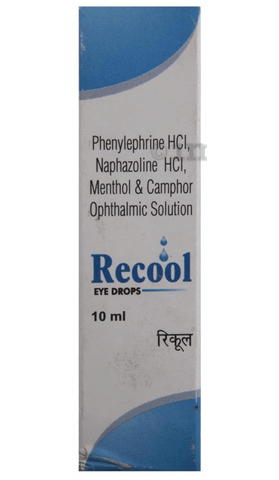 Phenylephrine HCl,
Naphazoline HCl,
Menthol & Camphor
Ophthalmic Solution
Recool
EYE DROPS
10 ml
रिकूल